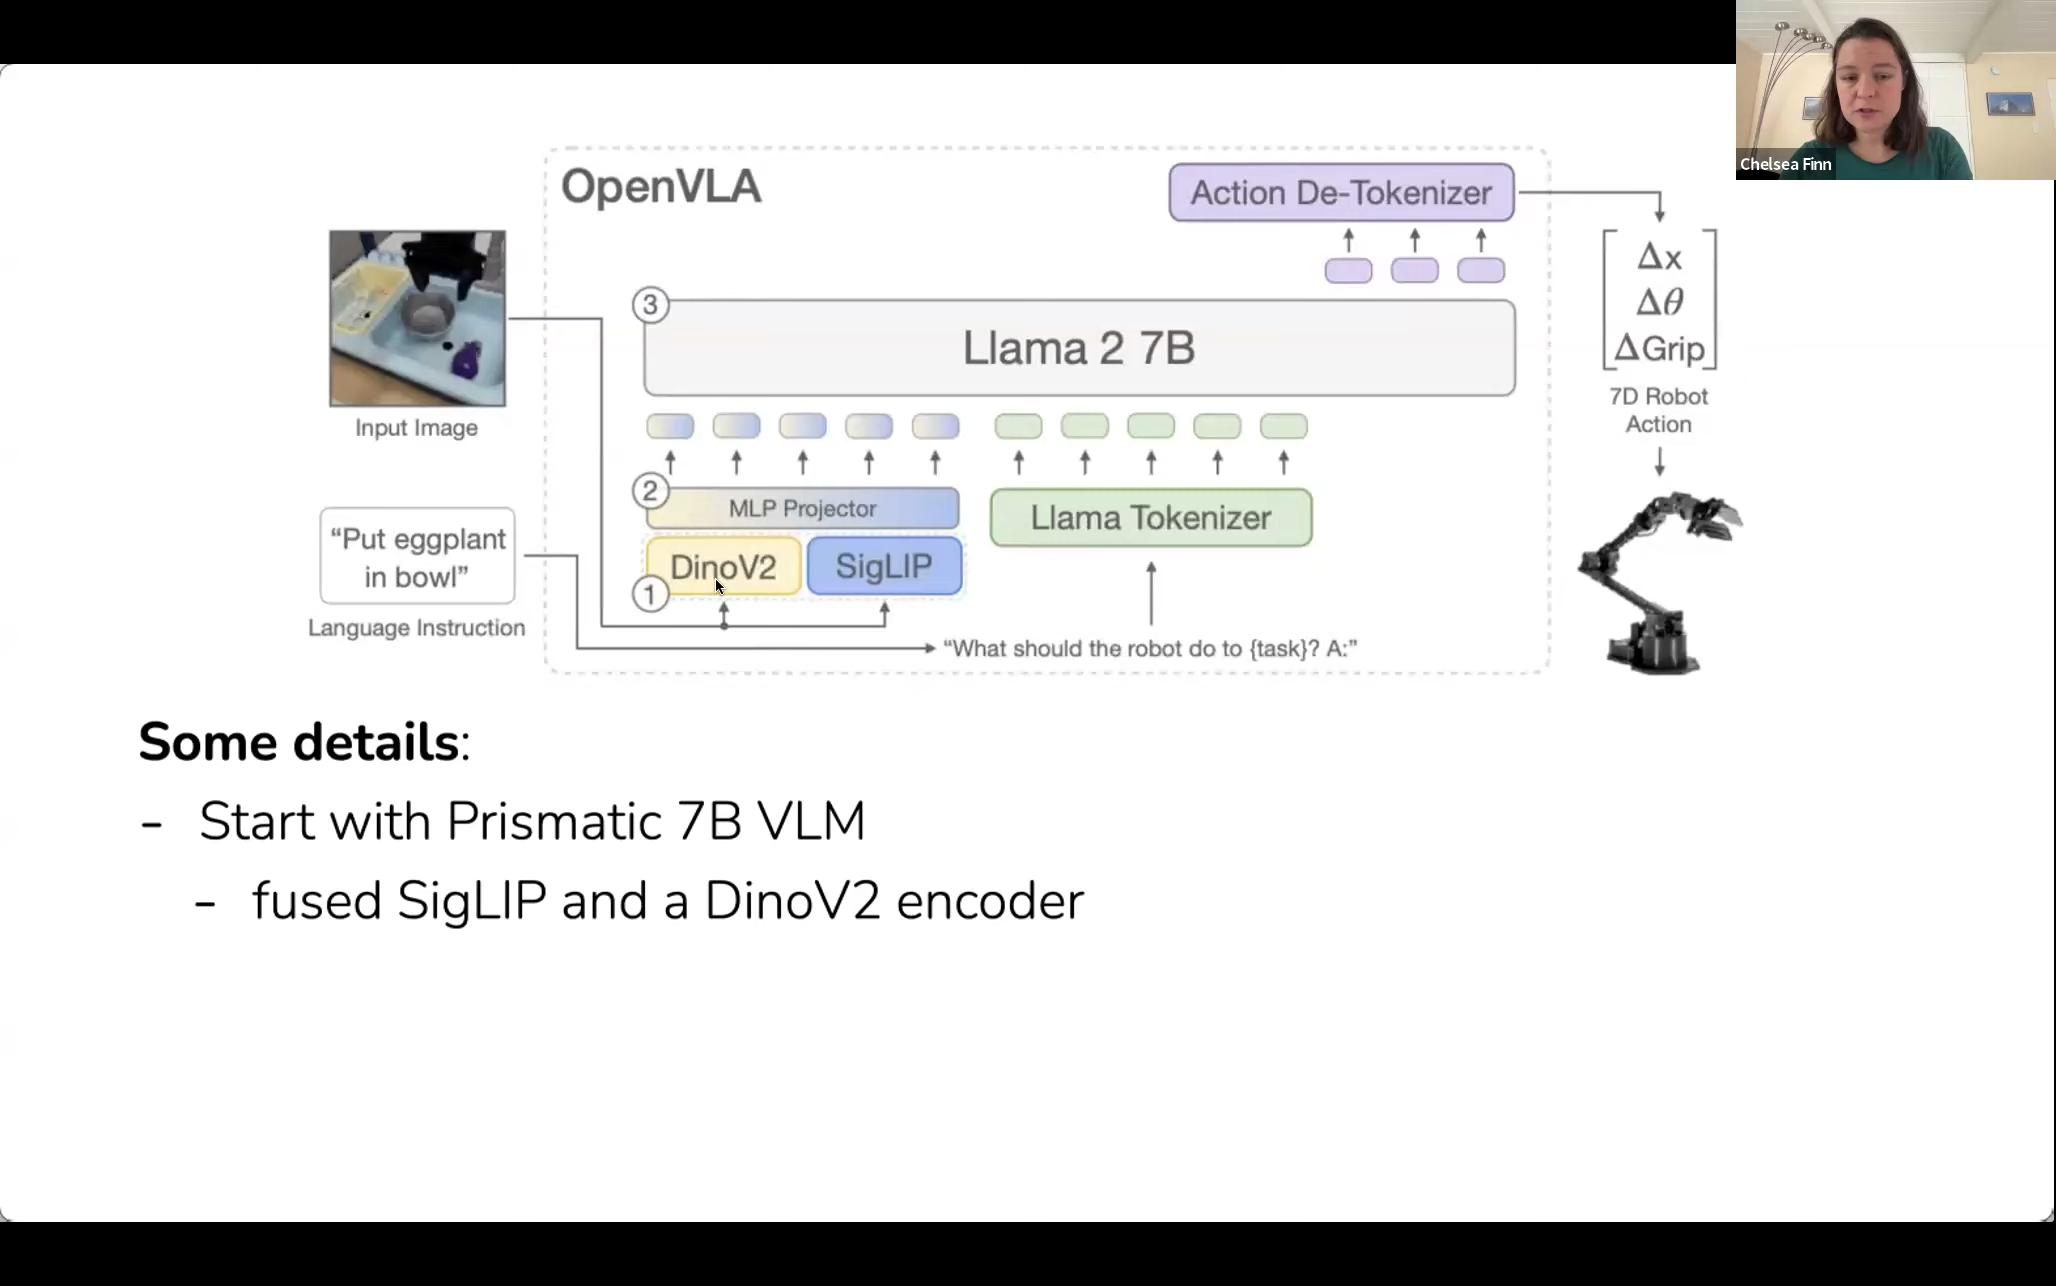 Chelsea Finn
OpenVLA
Action De-Tokenizer
Δx
Δθ
ΔGrip
7D Robot
Action
3
Llama 2 7B
Input Image
2
MLP Projector
DinoV2
SigLIP
1
Llama Tokenizer
“Put eggplant
in bowl”
Language Instruction
“What should the robot do to {task}? A:”
Some details:
- Start with Prismatic 7B VLM
- fused SigLIP and a DinoV2 encoder